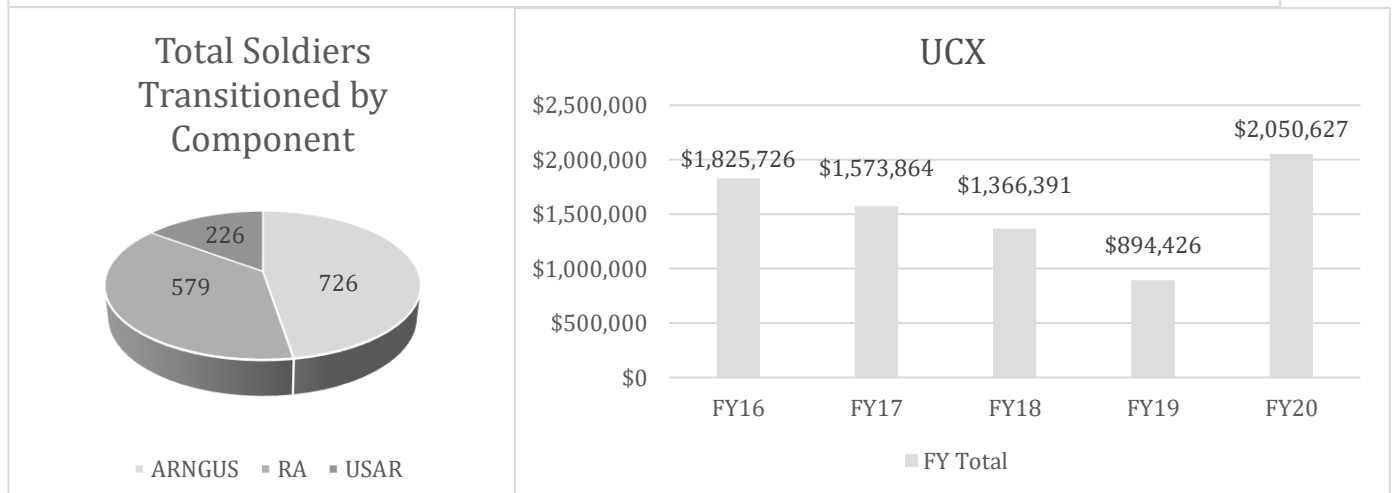 Total Soldiers
Transitioned by
Component
226
579
726
ARNGUS RA USAR
UCX
$2,500,000
$2,000,000
$1,500,000
$1,000,000
$500,000
$0
$1,825,726
$1,573,864
$1,366,391
$894,426
$2,050,627
FY16 FY17 FY18 FY19 FY20
FY Total